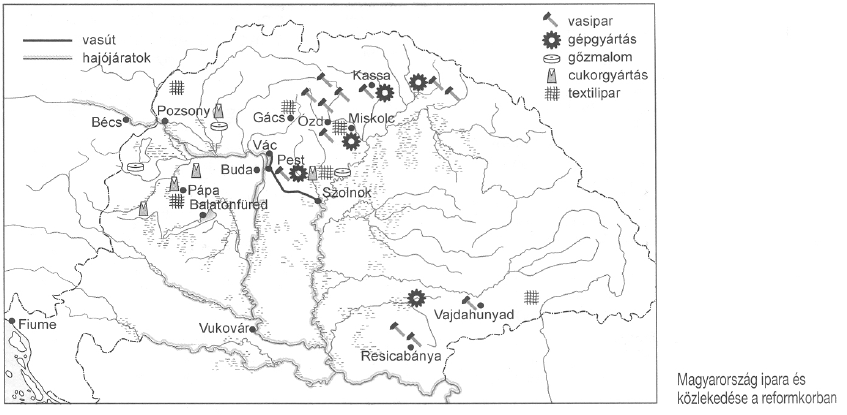 vasút
hajójáratok
vasipar
gépgyártás
gőzmalom
cukorgyártás
textilipar
Kassa
Bécs
Pozsony
Gács
Ózd
Miskolc
Vác
Pest
Buda
Szolnok
Pápa
Balatonfüred
Vajdahunyad
Fiume
Vukovár
Resicabánya
Magyarország ipara és
közlekedése a reformkorban